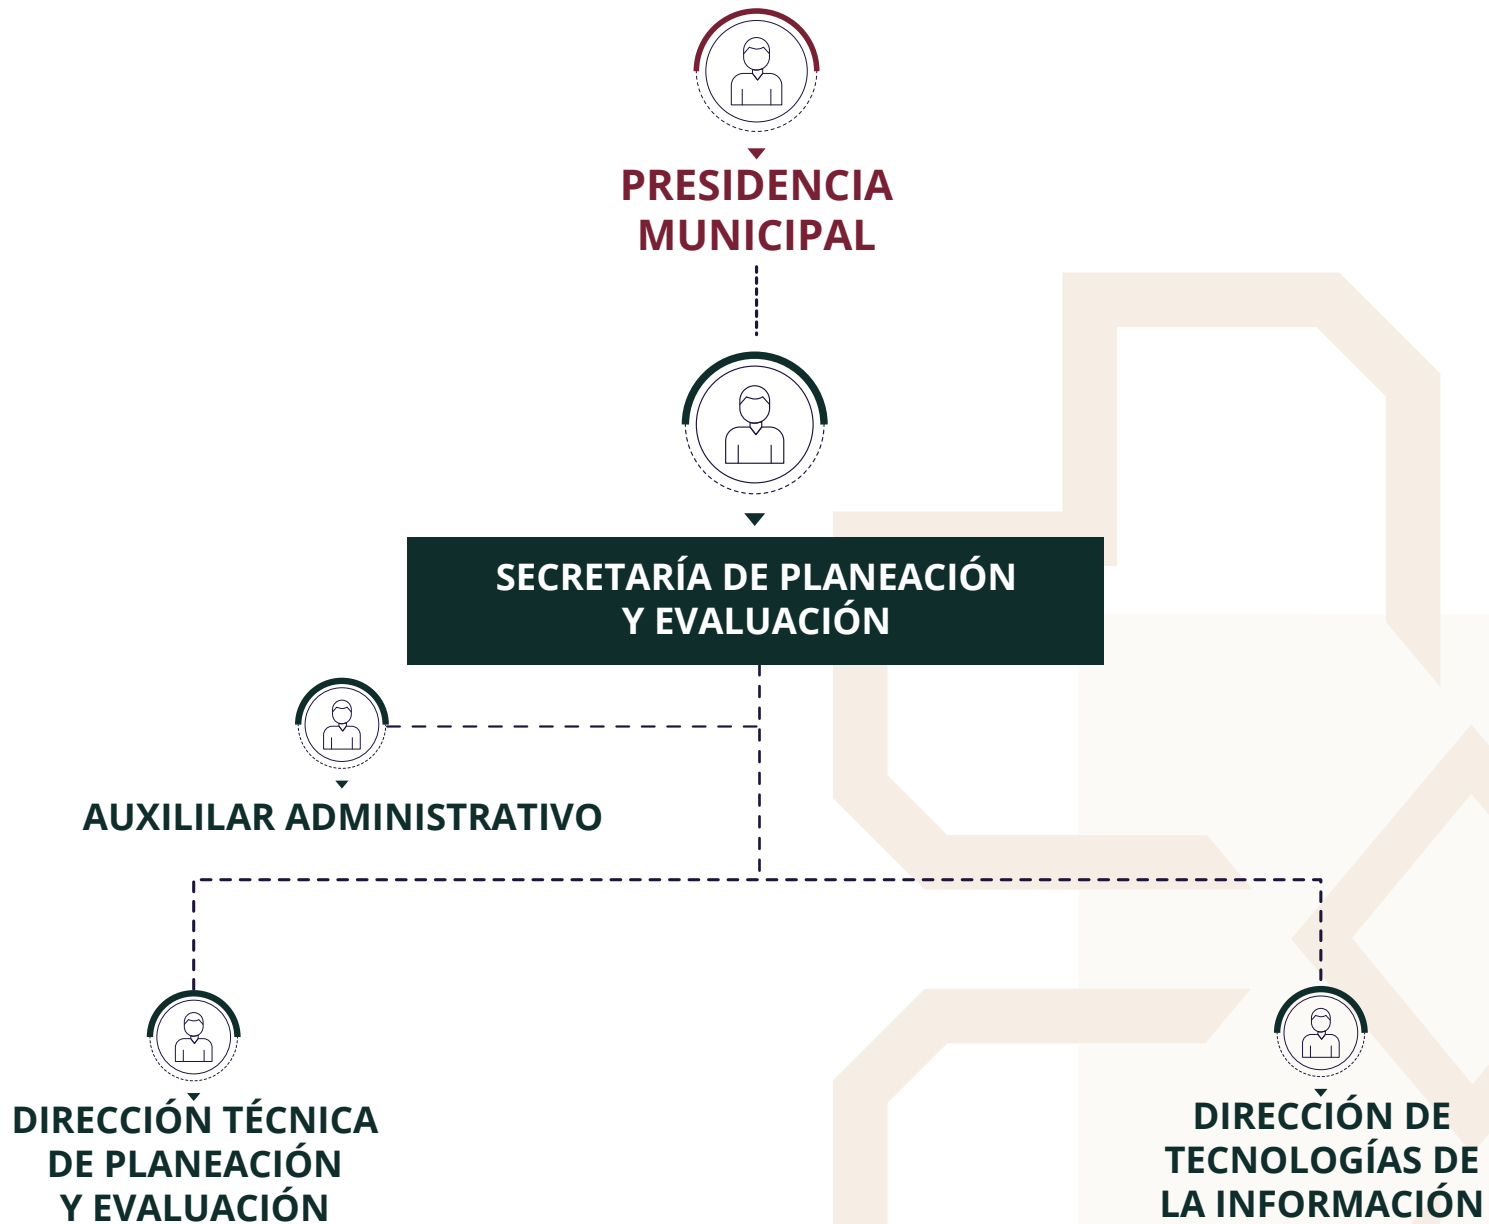 PRESIDENCIA
MUNICIPAL
SECRETARÍA DE PLANEACIÓN
Y EVALUACIÓN
AUXILILAR ADMINISTRATIVO
DIRECCIÓN TÉCNICA
DE PLANEACIÓN
Y EVALUACIÓN
DIRECCIÓN DE
TECNOLOGÍAS DE
LA INFORMACIÓN